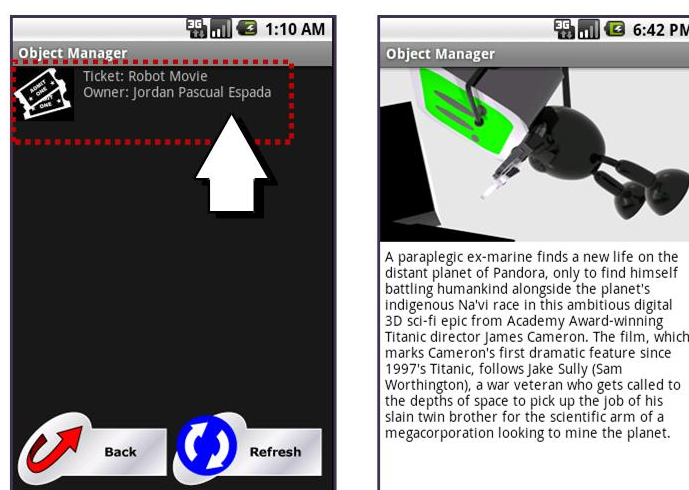 3G 1:10 AM
Object Manager
ADMIT ONE
ADMIT ONE
Ticket: Robot Movie
Owner: Jordan Pascual Espada
Back
Refresh
3G 6:42 PM
Object Manager
A paraplegic ex-marine finds a new life on the
distant planet of Pandora, only to find himself
battling humankind alongside the planet's
indigenous Na'vi race in this ambitious digital
3D sci-fi epic from Academy Award-winning
Titanic director James Cameron. The film, which
marks Cameron's first dramatic feature since
1997's Titanic, follows Jake Sully (Sam
Worthington), a war veteran who gets called to
the depths of space to pick up the job of his
slain twin brother for the scientific arm of a
megacorporation looking to mine the planet.